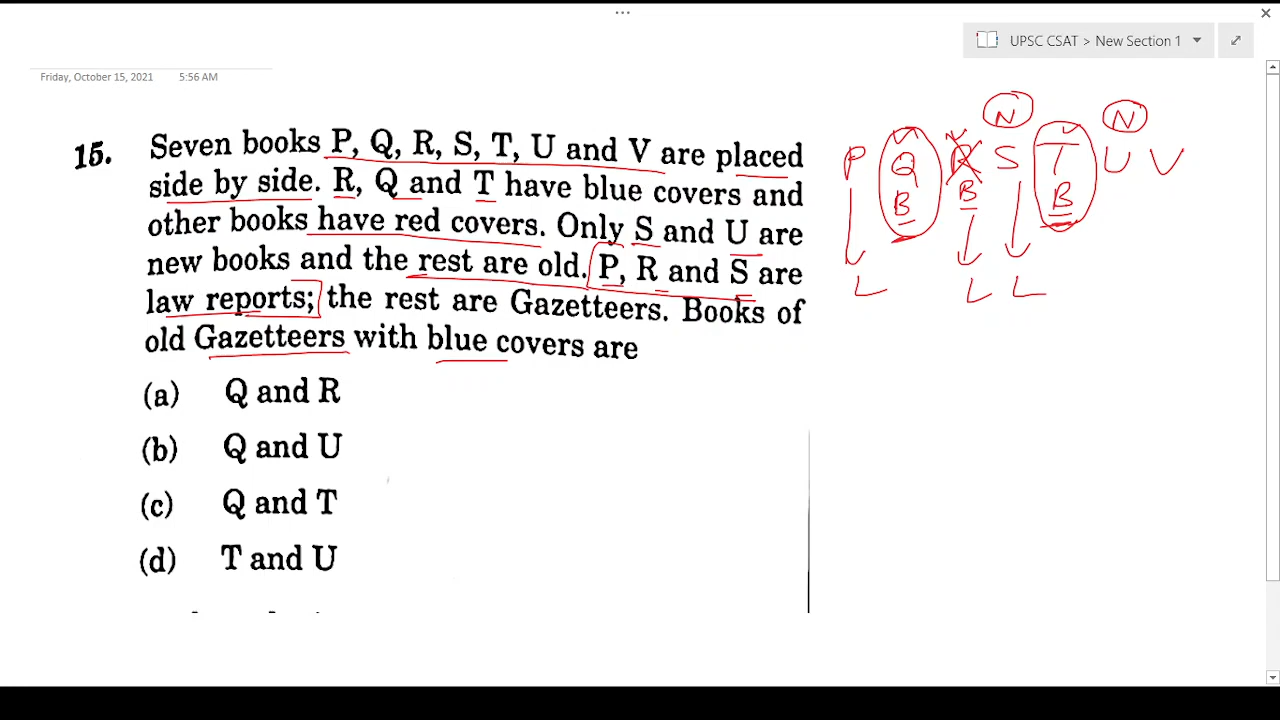 UPSC CSAT > New Section 1
Friday, October 15, 2021 5:56 AM
15. Seven books P, Q, R, S, T, U and V are placed
side by side. R, Q and T have blue covers and
other books have red covers. Only S and U are
new books and the rest are old. P, R and S are
law reports; the rest are Gazetteers. Books of
old Gazetteers with blue covers are
(a) Q and R
(b) Q and U
(c) Q and T
(d) T and U
N N
P Q R S T U V
B B B
L L L